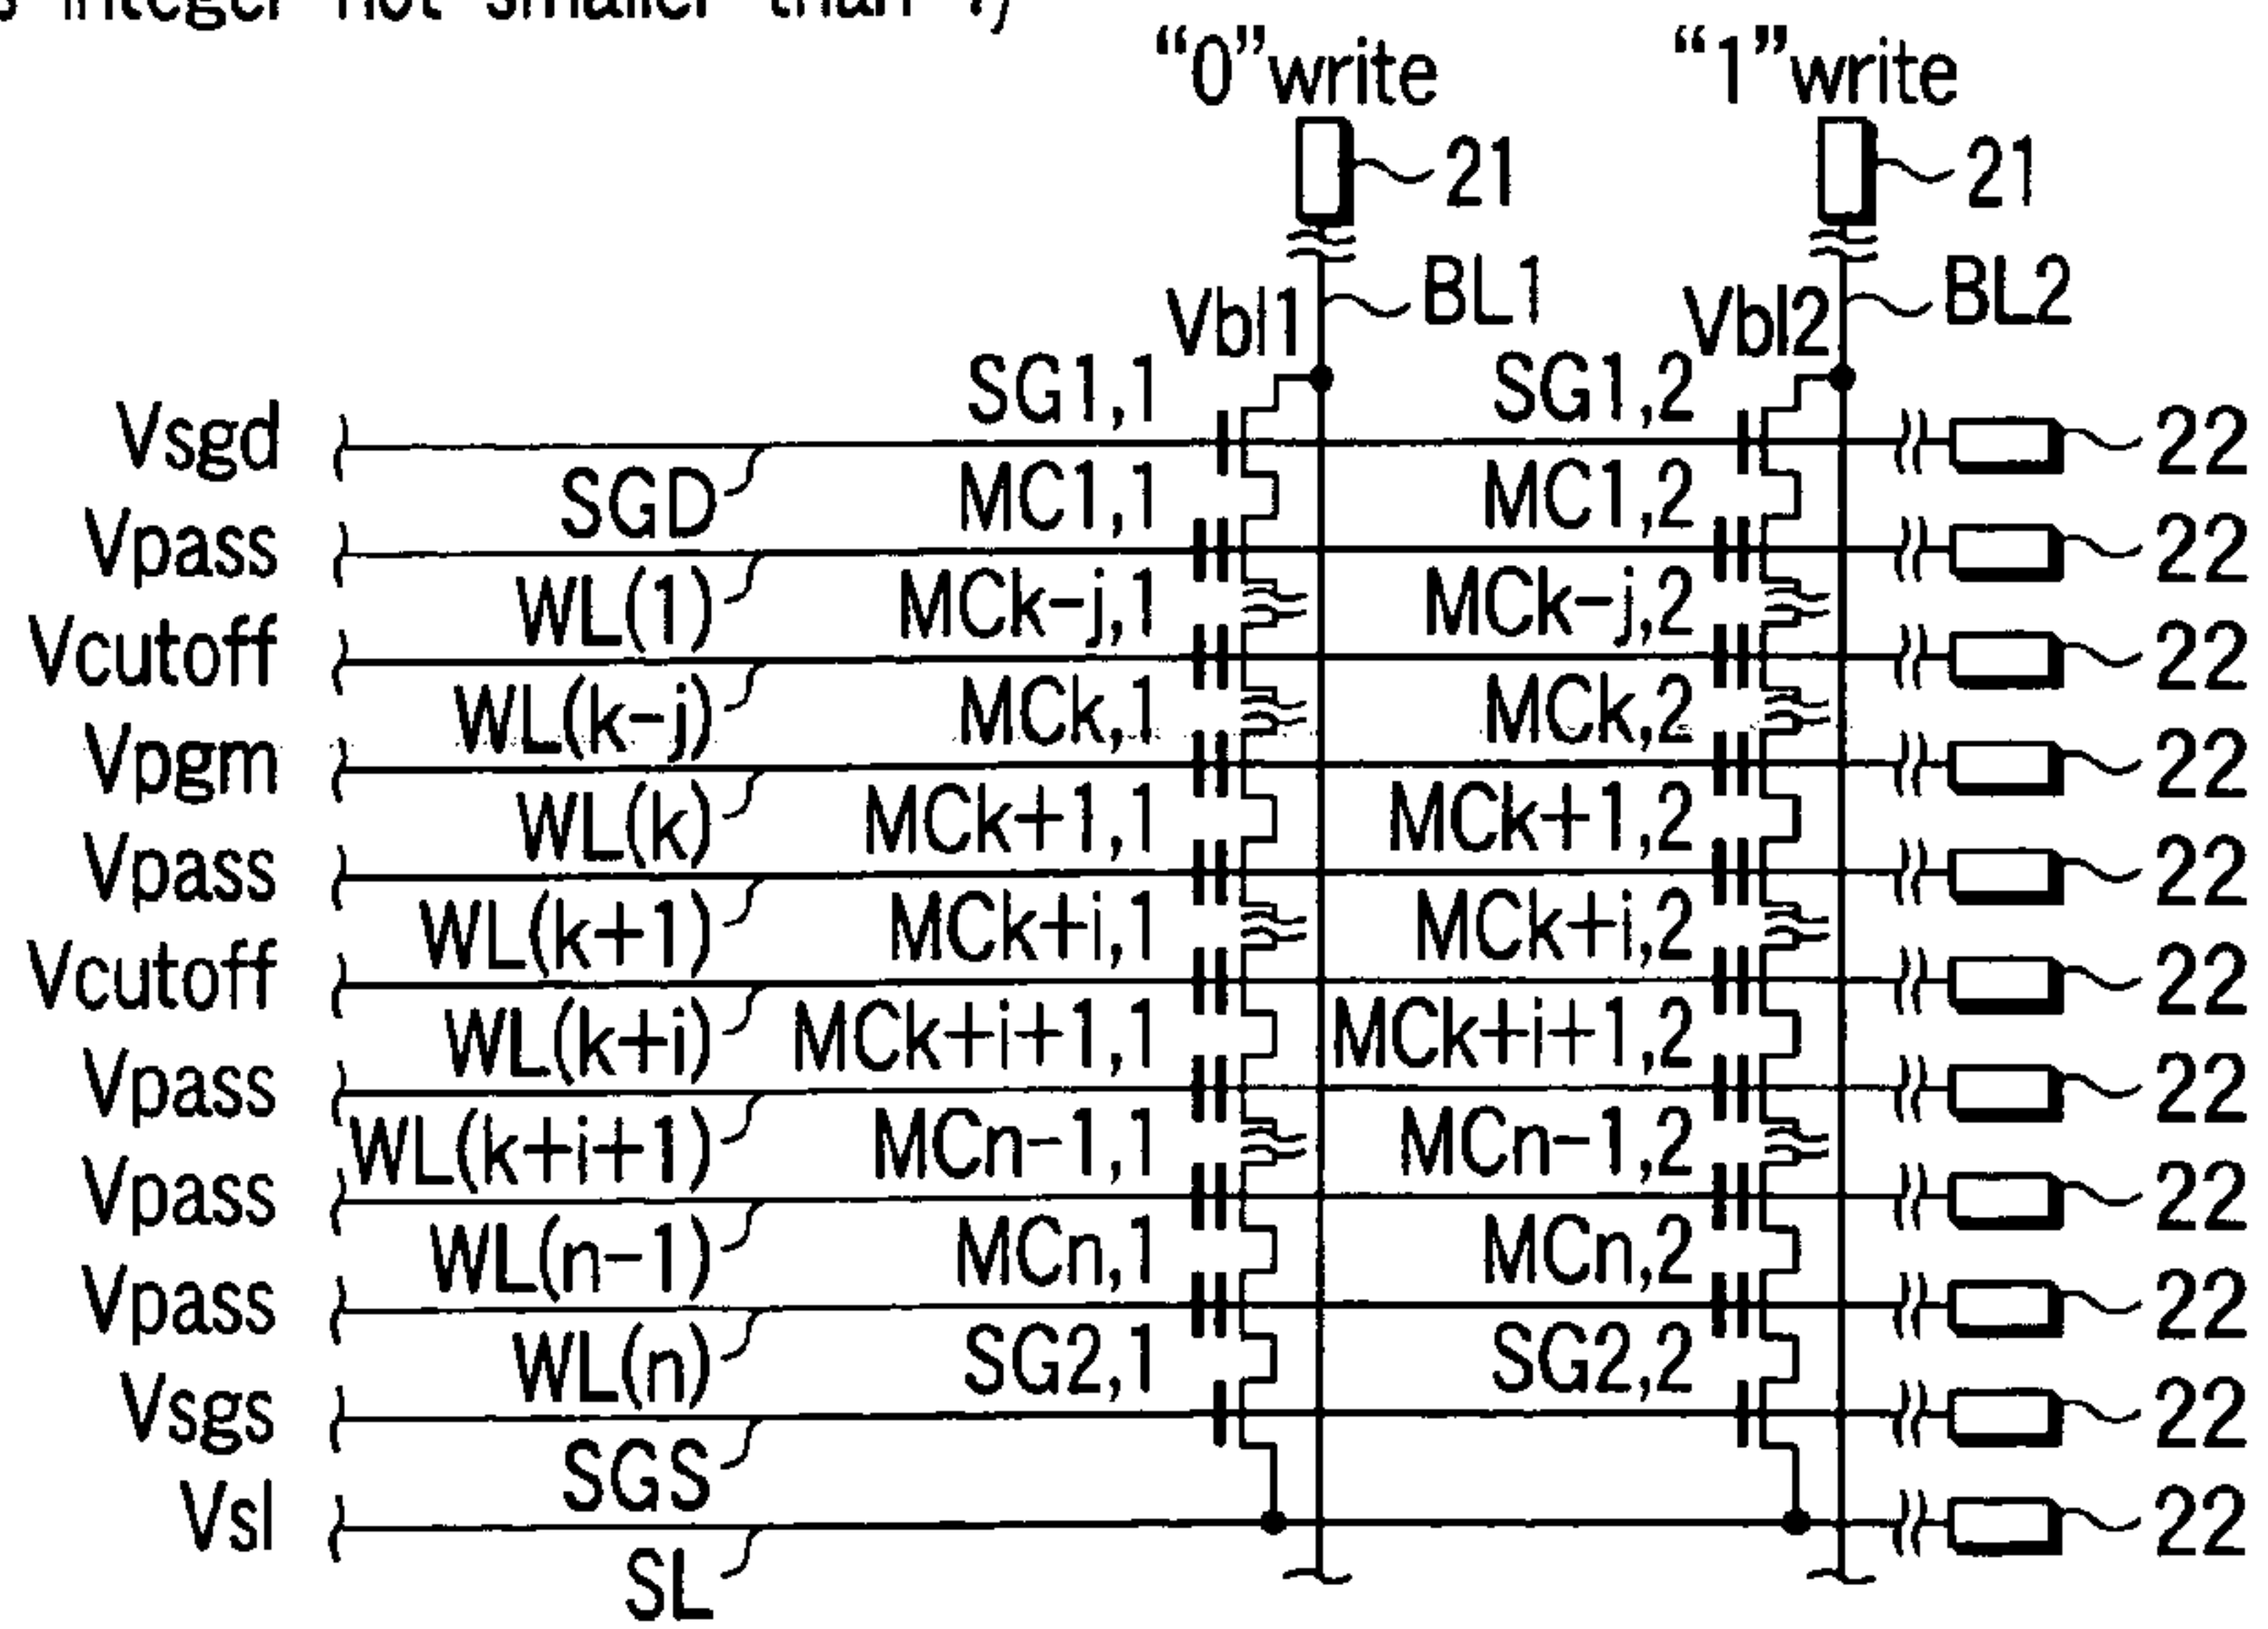 integer not smaller than
“0”write “1”write
21 21
BL1 BL2
Vbl1 Vbl2
SG1,1 SG1,2
Vsgd 22
SGD MC1,1 MC1,2
Vpass 22
WL(1) MCk-j,1 MCk-j,2
Vcutoff 22
WL(k-j) MCk,1 MCk,2
Vpgm 22
WL(k) MCk+1,1 MCk+1,2
Vpass 22
WL(k+1) MCk+i,1 MCk+i,2
Vcutoff 22
WL(k+i) MCk+i+1,1 MCk+i+1,2
Vpass 22
WL(k+i+1) MCn-1,1 MCn-1,2
Vpass 22
WL(n-1) MCn,1 MCn,2
Vpass 22
WL(n) SG2,1 SG2,2
Vsgs 22
SGS
Vsl 22
SL